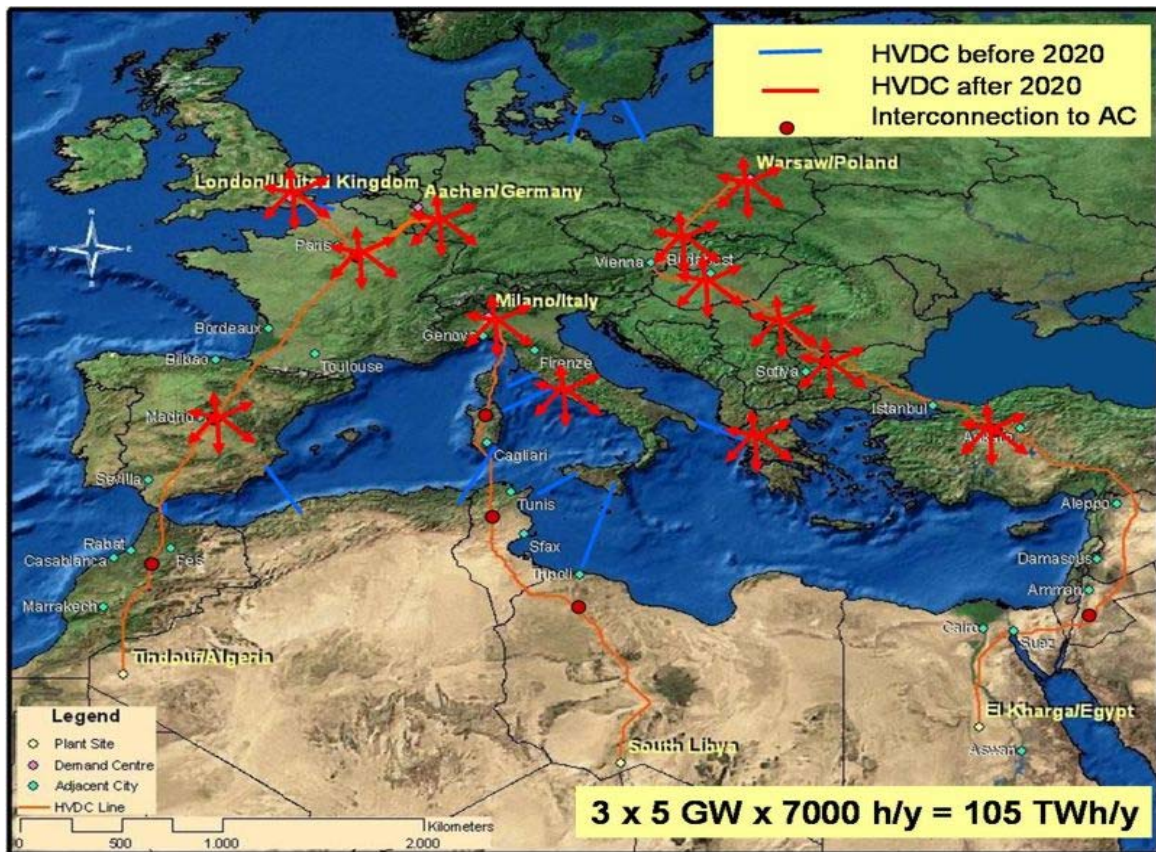 HVDC before 2020
HVDC after 2020
Interconnection to AC
Warsaw/Poland
London/United Kingdom
Aachen/Germany
N
W
E
S
Paris
Vienna
Budapest
Milano/Italy
Bordeaux
Genova
Firenze
Bilbao
Toulouse
Sofiya
Madrid
Istanbul
Ankara
Cagliari
Sevilla
Tunis
Aleppo
Rabat
Fes
Sfax
Casablanca
Damascus
Tripoli
Amman
Marrakech
Cairo
Suez
Tindouf/Algeria
El Kharga/Egypt
Legend
Plant Site
Demand Centre
Adjacent City
HVDC Line
South Libya
Aswan
3 x 5 GW x 7000 h/y = 105 TWh/y
Kilometers
0 500 1.000 2.000